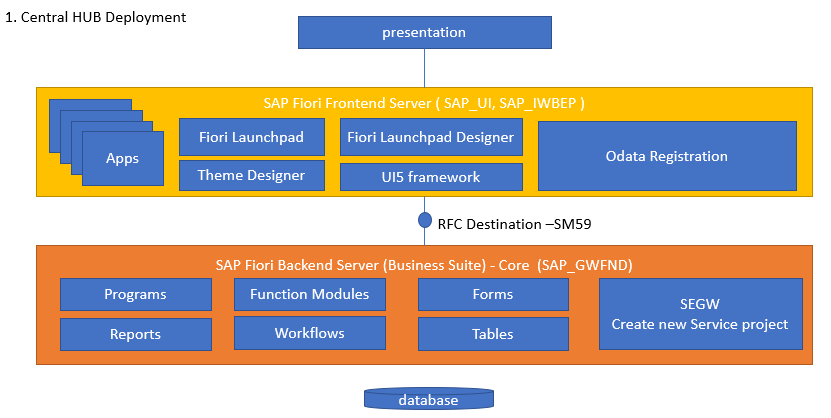 1. Central HUB Deployment
presentation
SAP Fiori Frontend Server ( SAP_UI, SAP_IWBEP )
Apps
Fiori Launchpad
Fiori Launchpad Designer
Odata Registration
Theme Designer
UI5 framework
RFC Destination –SM59
SAP Fiori Backend Server (Business Suite) - Core (SAP_GWFND)
Programs
Function Modules
Forms
SEGW
Create new Service project
Reports
Workflows
Tables
database